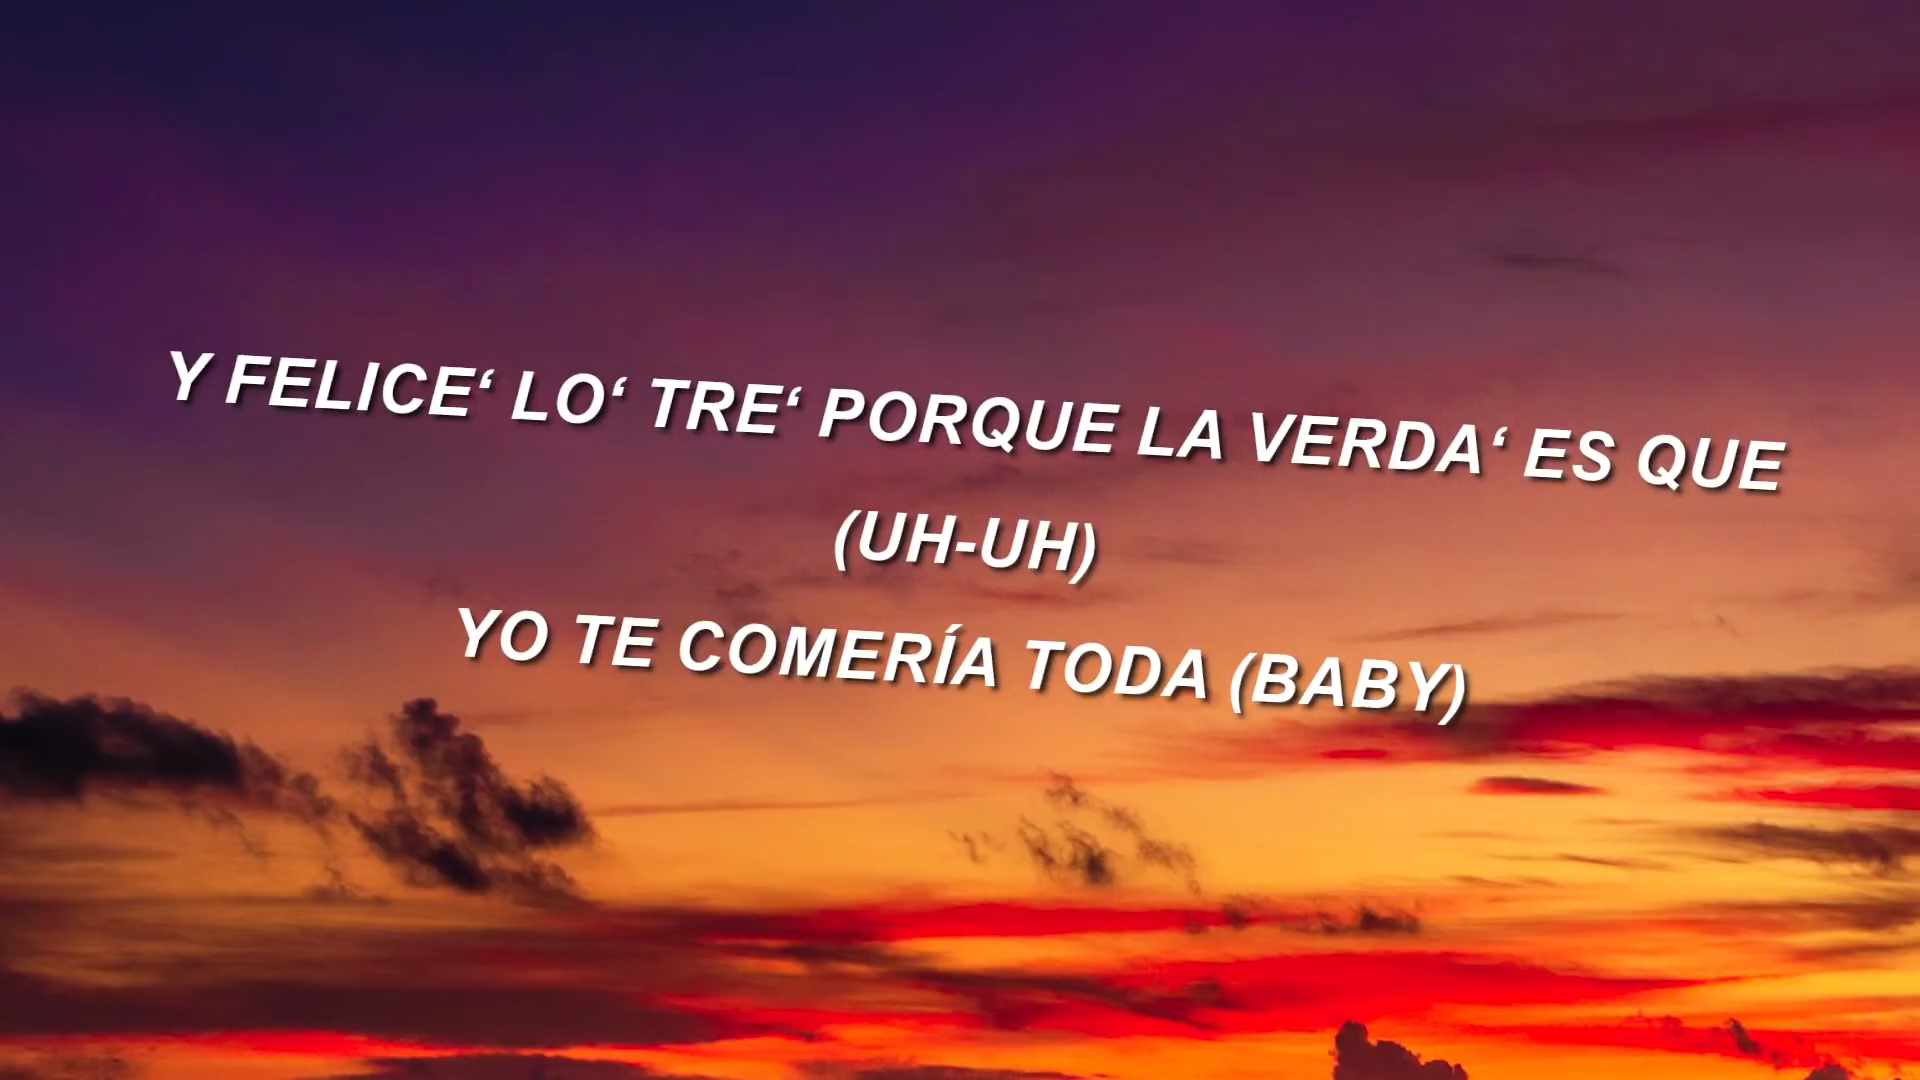 Y FELICE‘ LO‘ TRE‘ PORQUE LA VERDA‘ ES QUE
(UH-UH)
YO TE COMERÍA TODA (BABY)